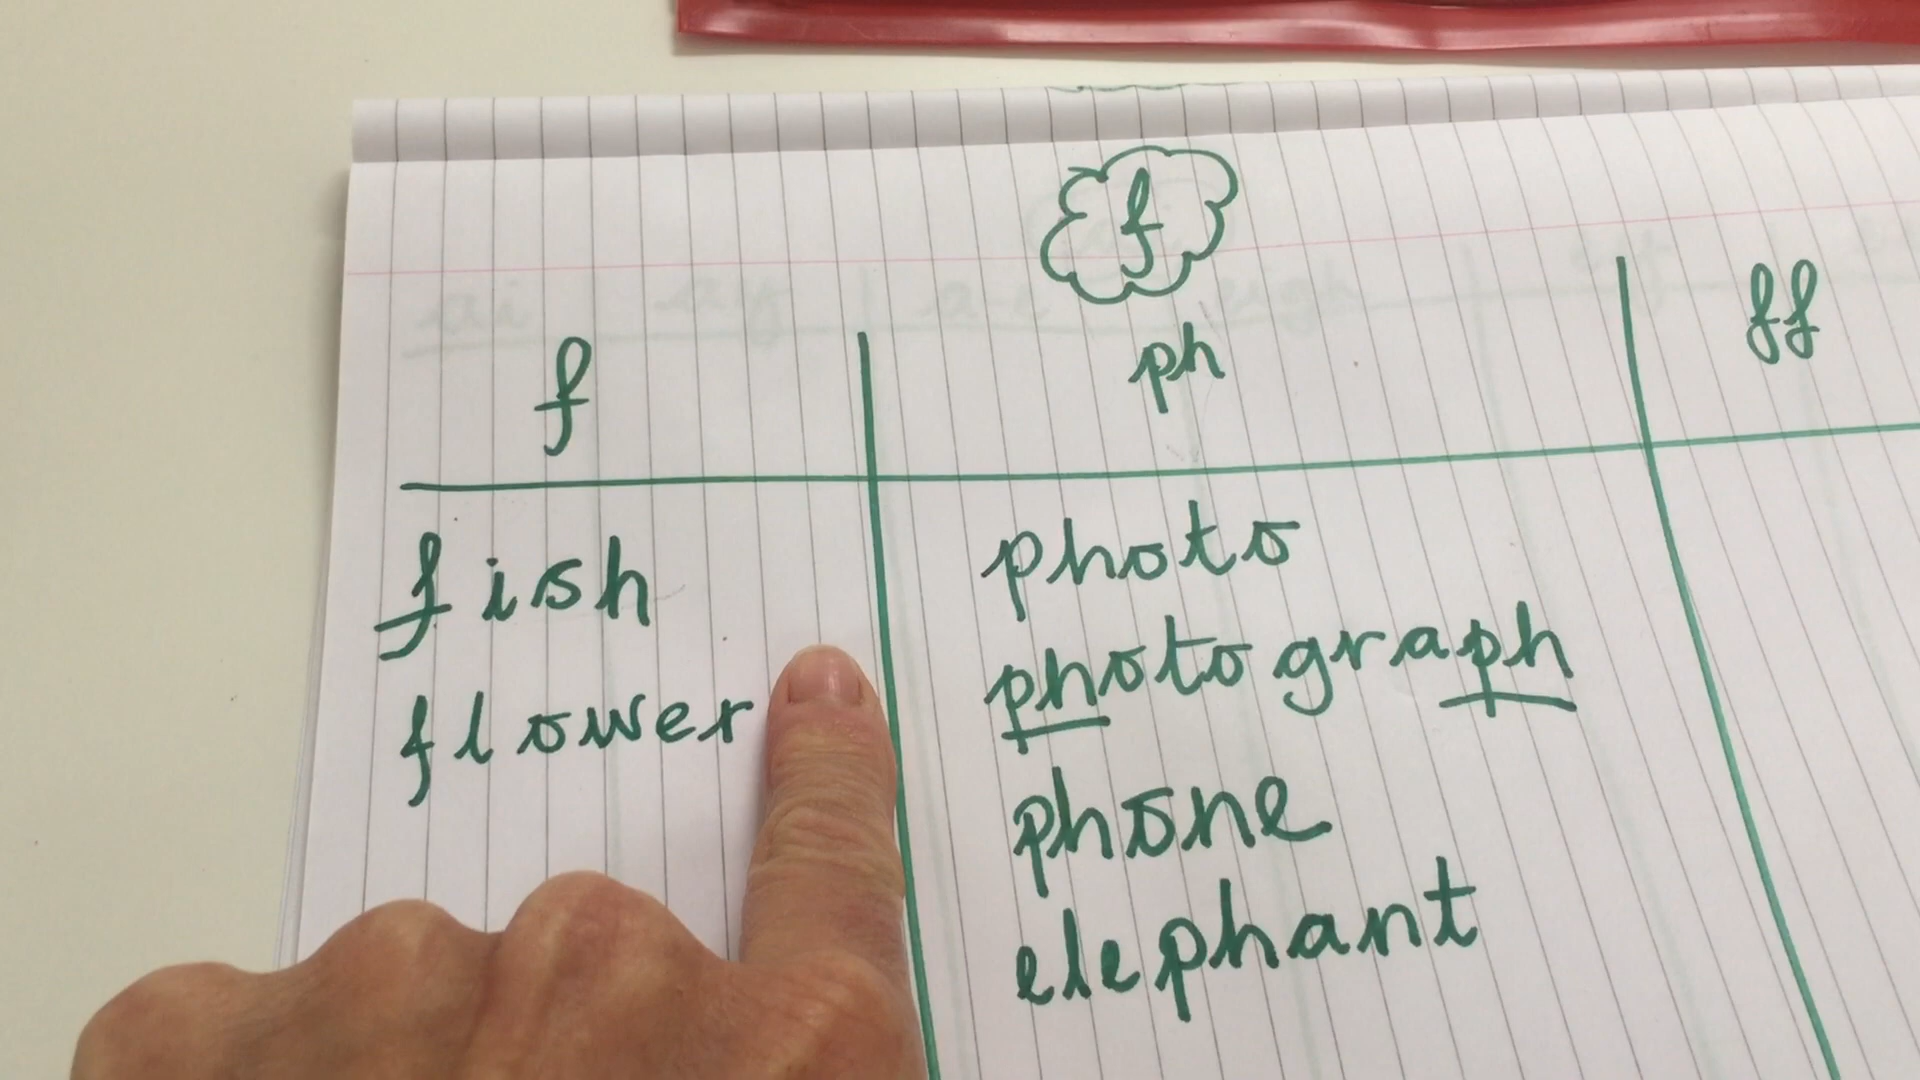 f
f
ph
ff
fish
flower
photo
photograph
phone
elephant